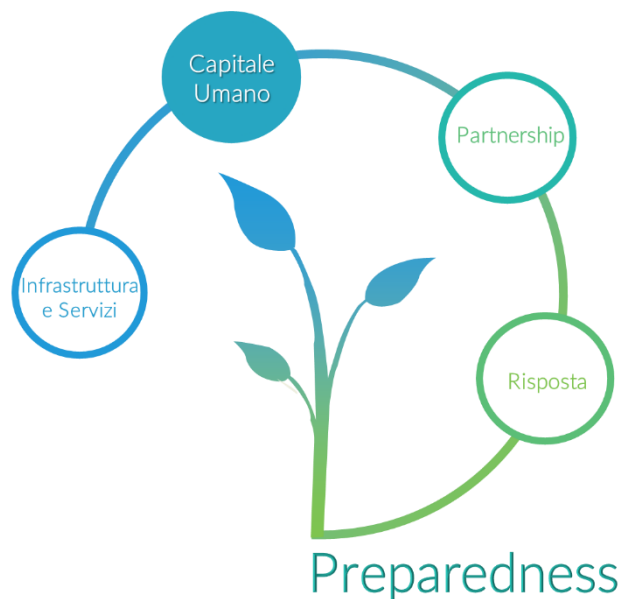 Capitale
Umano
Partnership
Infrastruttura
e Servizi
Risposta
Preparedness